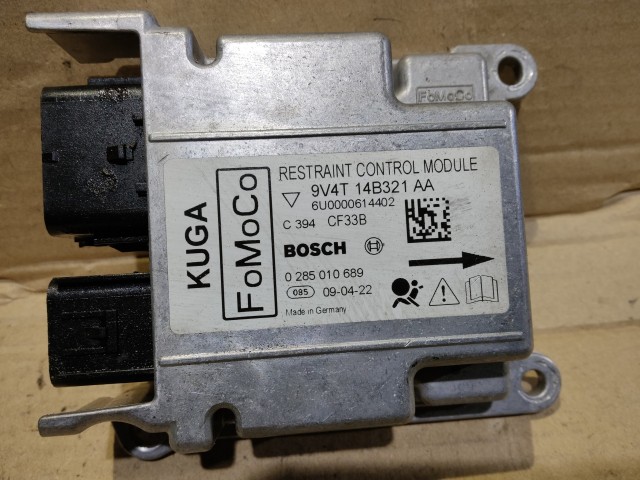 FoMoCo
KUGA
FoMoCo
RESTRAINT CONTROL MODULE
9V4T 14B321 AA
6U0000614402
C 394 CF33B
BOSCH
0 285 010 689
085 09-04-22
Made in Germany